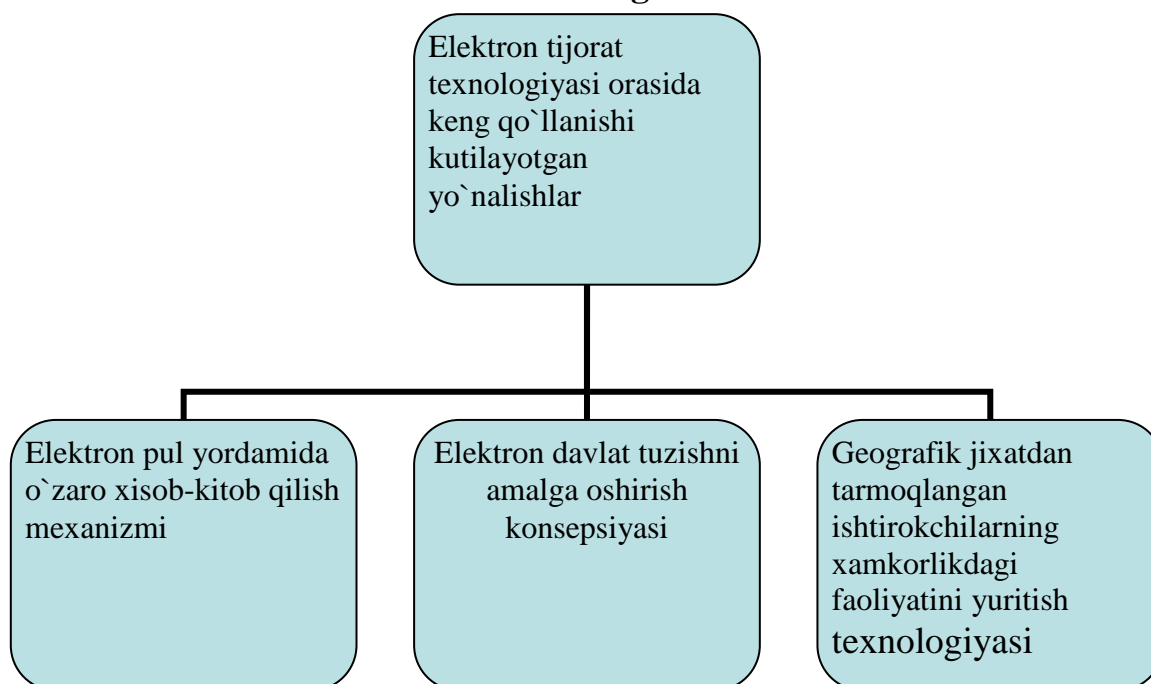 Elektron tijorat
texnologiyasi orasida
keng qo`llanishi
kutilayotgan
yo`nalishlar
Elektron pul yordamida
o`zaro xisob-kitob qilish
mexanizmi
Elektron davlat tuzishni
amalga oshirish
konsepsiyasi
Geografik jixatdan
tarmoqlangan
ishtirokchilarning
xamkorlikdagi
faoliyatini yuritish
texnologiyasi